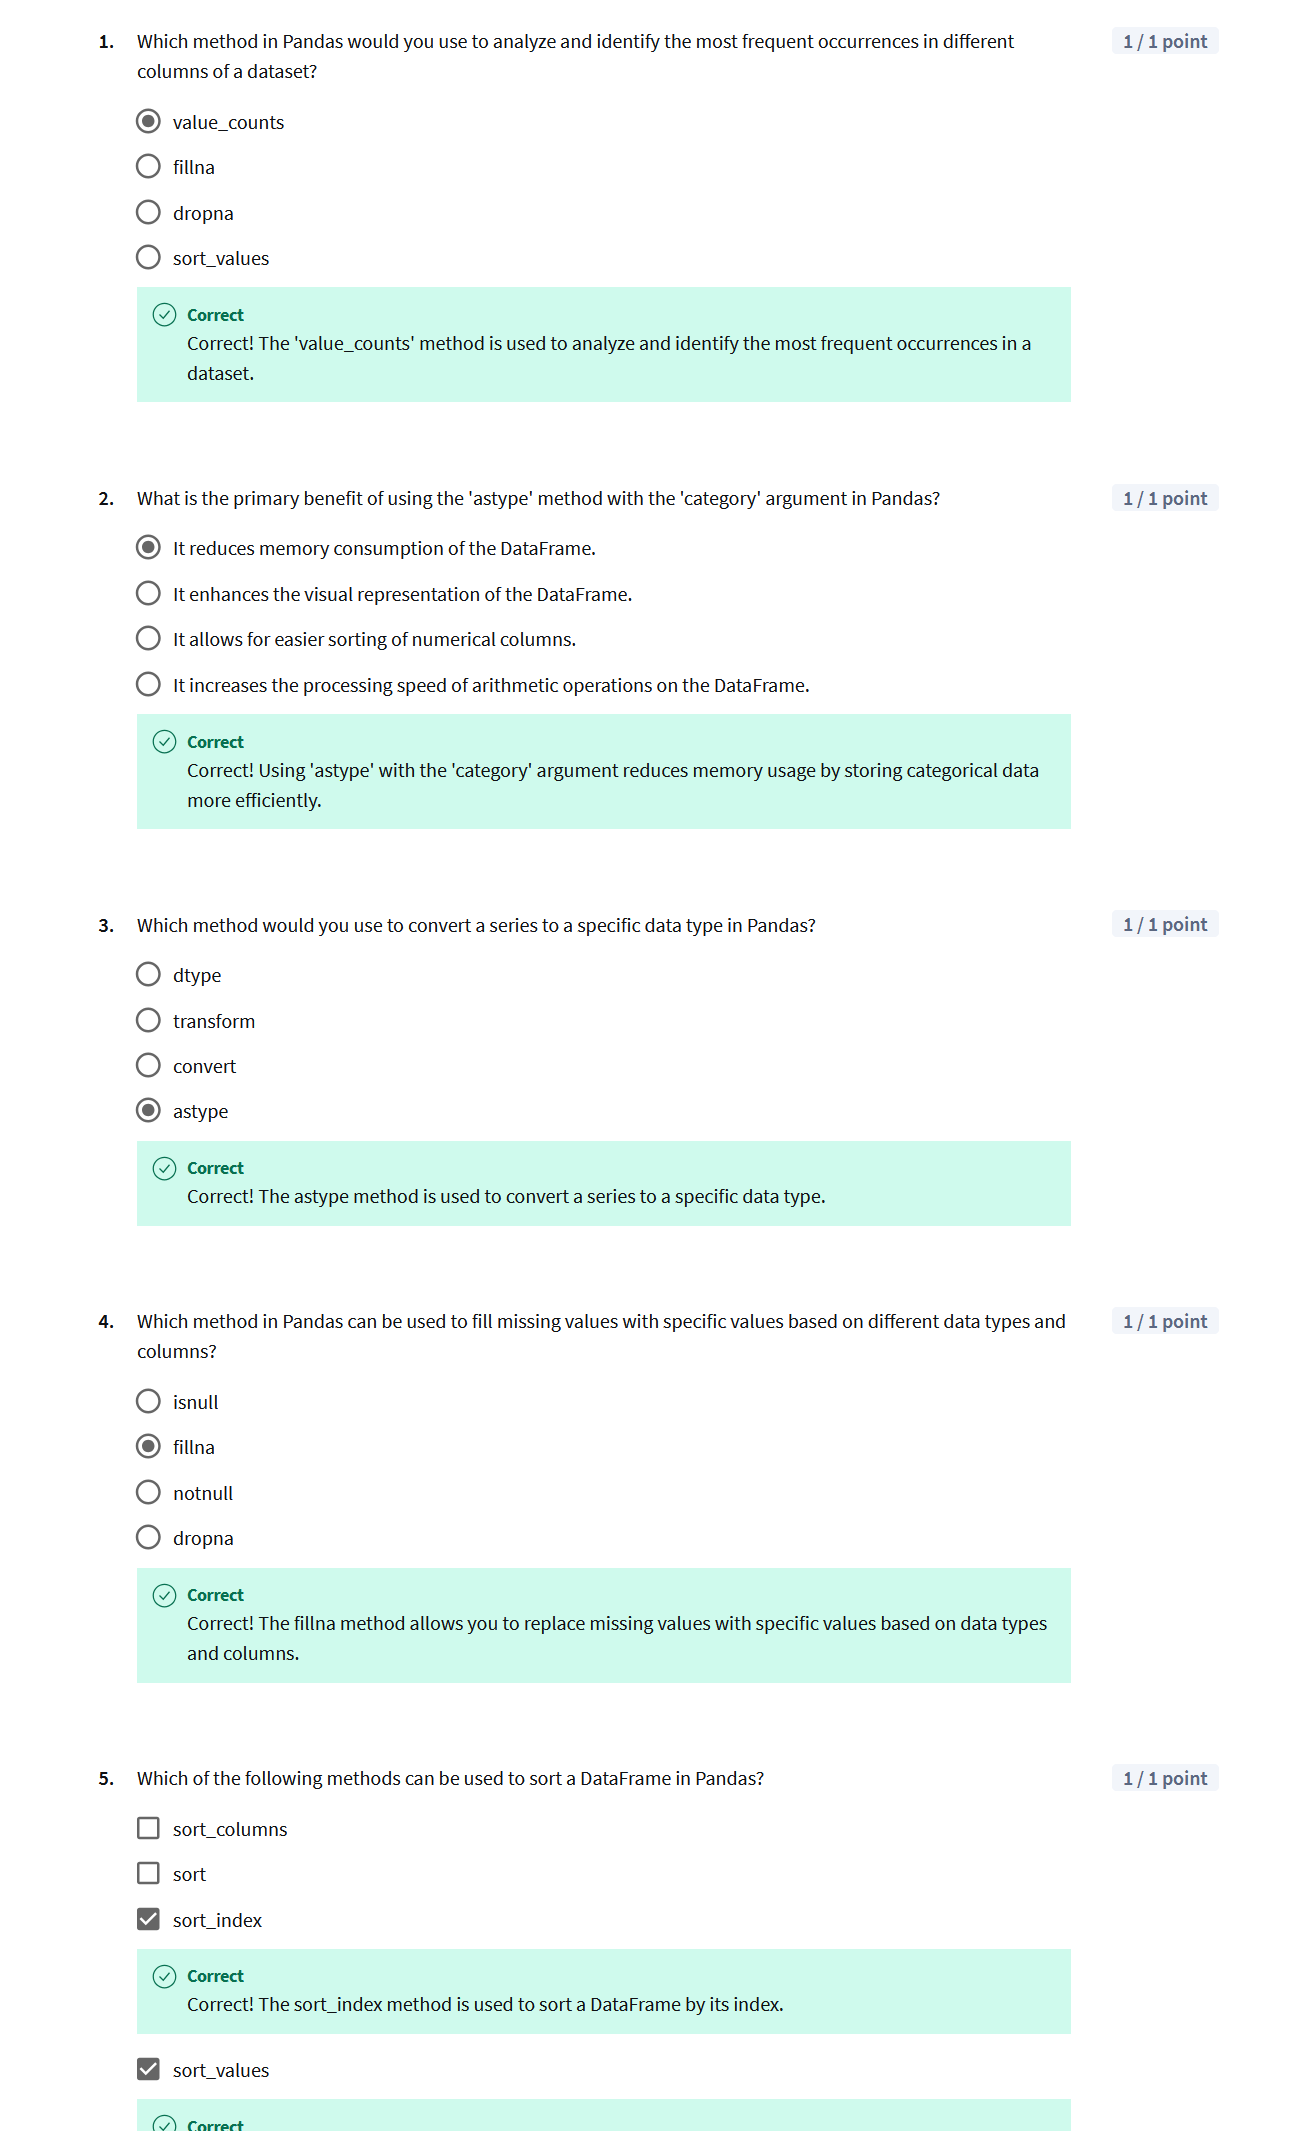 1. Which method in Pandas would you use to analyze and identify the most frequent occurrences in different 1 / 1 point
columns of a dataset?
value_counts
fillna
dropna
sort_values
Correct
Correct! The 'value_counts' method is used to analyze and identify the most frequent occurrences in a
dataset.
2. What is the primary benefit of using the 'astype' method with the 'category' argument in Pandas? 1 / 1 point
It reduces memory consumption of the DataFrame.
It enhances the visual representation of the DataFrame.
It allows for easier sorting of numerical columns.
It increases the processing speed of arithmetic operations on the DataFrame.
Correct
Correct! Using 'astype' with the 'category' argument reduces memory usage by storing categorical data
more efficiently.
3. Which method would you use to convert a series to a specific data type in Pandas? 1 / 1 point
dtype
transform
convert
astype
Correct
Correct! The astype method is used to convert a series to a specific data type.
4. Which method in Pandas can be used to fill missing values with specific values based on different data types and 1 / 1 point
columns?
isnull
fillna
notnull
dropna
Correct
Correct! The fillna method allows you to replace missing values with specific values based on data types
and columns.
5. Which of the following methods can be used to sort a DataFrame in Pandas? 1 / 1 point
sort_columns
sort
sort_index
Correct
Correct! The sort_index method is used to sort a DataFrame by its index.
sort_values
Correct